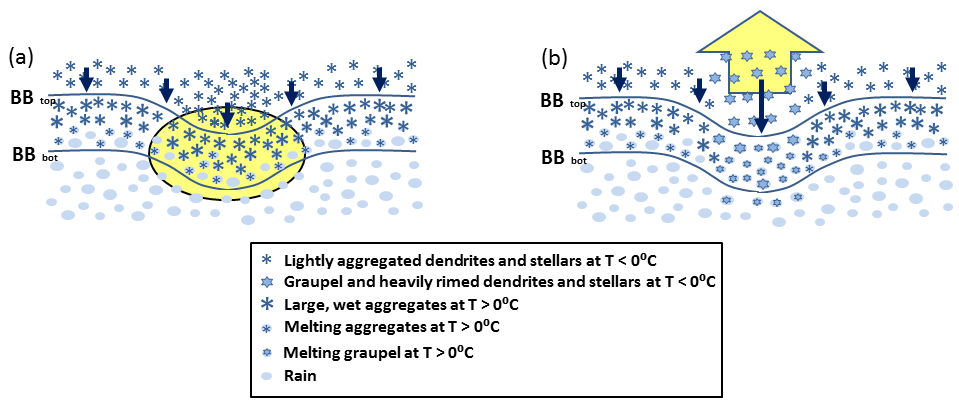 (a)
(b)
BB top
BB bot
BB top
BB bot
Lightly aggregated dendrites and stellars at T < 0⁰C
Graupel and heavily rimed dendrites and stellars at T < 0⁰C
Large, wet aggregates at T > 0⁰C
Melting aggregates at T > 0⁰C
Melting graupel at T > 0⁰C
Rain